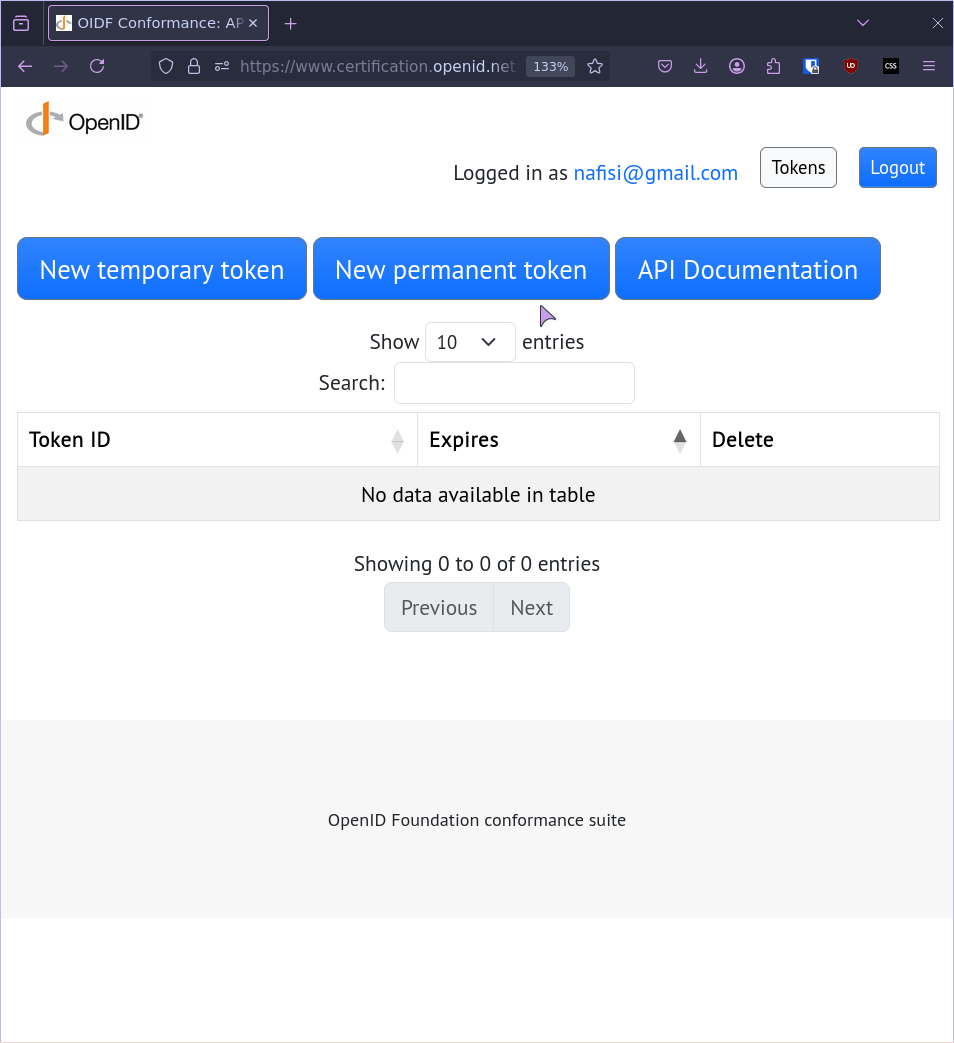 OIDF Conformance: AP
https://www.certification.openid.net
133%
UD
CSS
OpenID®
Logged in as nafisi@gmail.com
Tokens
Logout
New temporary token
New permanent token
API Documentation
Show 10 entries
Search:
Token ID
Expires
Delete
No data available in table
Showing 0 to 0 of 0 entries
Previous
Next
OpenID Foundation conformance suite